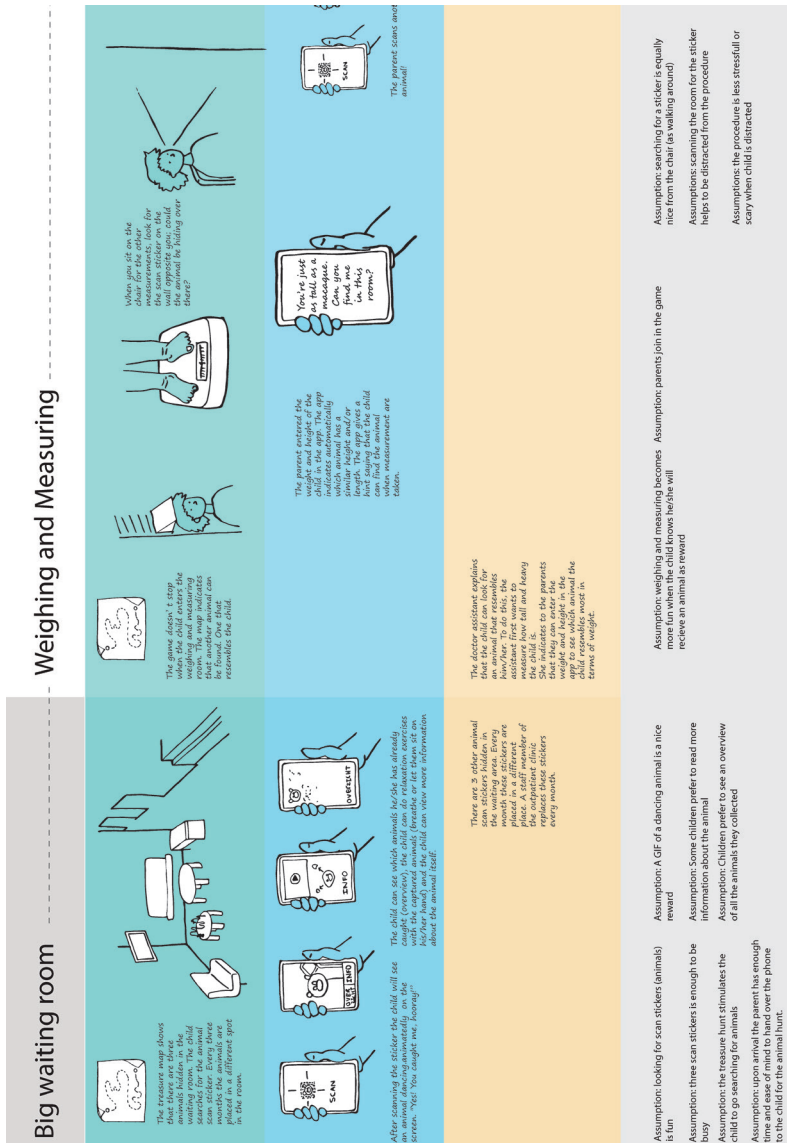 Big waiting room
Weighing and Measuring
The treasure map shows
that there are three
animals hidden in the
waiting room. The child
searches for the animal
scan sticker. Every three
months the animals are
placed in a different spot
in the room.
The game doesn't stop
when the child enters the
weighing and measuring
room. The map indicates
that another animal can
be found. One that
resembles the child.
When you sit on the
chair for the other
measurements, look for
the scan sticker on the
wall opposite you; could
the animal be hiding over
there?
SCAN
After scanning the sticker the child will see
an animal dancing animatedly on the
screen. "Yes! You caught me, hooray!"
OVER
INFO
INFO
OVERZICHT
The child can see which animals he/she has already
caught (overview), the child can do relaxation exercises
with the captured animals (breathe or let them sit on
his/her hand) and the child can view more information
about the animal itself.
The parent entered the
weight and height of the
child in the app. The app
indicates automatically
which animal has a
similar height and/or
length. The app gives a
hint saying that the child
can find the animal
when measurement are
taken.
You're just
as tall as a
macaque.
Can you
find me
in this
room?
SCAN
The parent scans anot
animal!
There are 3 other animal
scan stickers hidden in
the waiting area. Every
month these stickers are
placed in a different
place. A staff member of
the outpatient clinic
replaces these stickers
every month.
The doctor assistant explains
that the child can look for
an animal that resembles
him/her. To do this, the
assistant first wants to
measure how tall and heavy
the child is.
She indicates to the parents
that they can enter the
weight and height in the
app to see which animal the
child resembles most in
terms of weight.
Assumption: looking for scan stickers (animals)
is fun
Assumption: three scan stickers is enough to be
busy
Assumption: the treasure hunt stimulates the
child to go searching for animals
Assumption: upon arrival the parent has enough
time and ease of mind to hand over the phone
to the child for the animal hunt.
Assumption: A GIF of a dancing animal is a nice
reward
Assumption: Some children prefer to read more
information about the animal
Assumption: Children prefer to see an overview
of all the animals they collected
Assumption: weighing and measuring becomes
more fun when the child knows he/she will
recieve an animal as reward
Assumption: parents join in the game
Assumption: searching for a sticker is equally
nice from the chair (as walking around)
Assumptions: scanning the room for the sticker
helps to be distracted from the procedure
Assumptions: the procedure is less stressfull or
scary when child is distracted